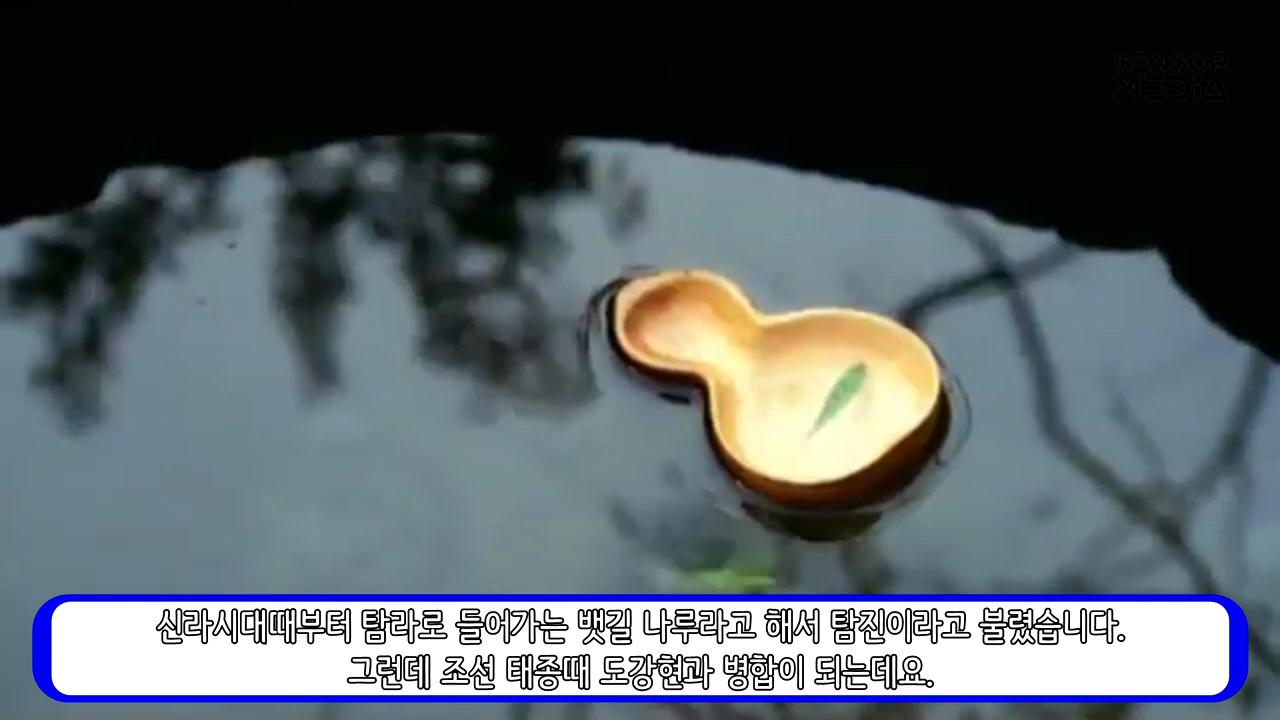 SENSOR
MEDIA
신라시대때부터 탐라로 들어가는 뱃길 나루라고 해서 탐진이라고 불렸습니다.
그런데 조선 태종때 도강현과 병합이 되는데요.